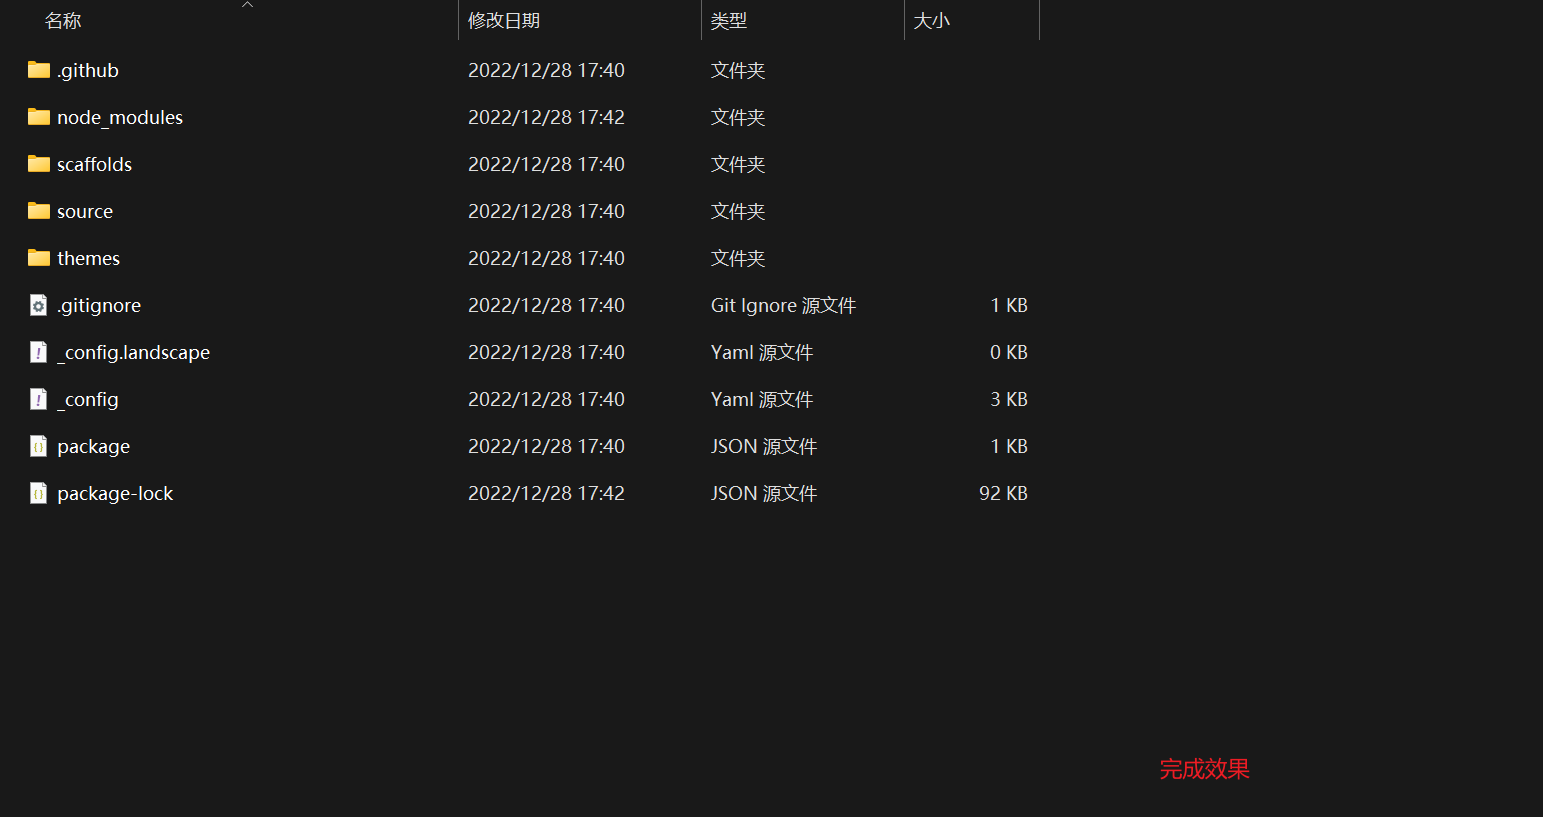 名称 修改日期 类型 大小
.github 2022/12/28 17:40 文件夹
node_modules 2022/12/28 17:42 文件夹
scaffolds 2022/12/28 17:40 文件夹
source 2022/12/28 17:40 文件夹
themes 2022/12/28 17:40 文件夹
.gitignore 2022/12/28 17:40 Git Ignore 源文件 1 KB
_config.landscape 2022/12/28 17:40 Yaml 源文件 0 KB
_config 2022/12/28 17:40 Yaml 源文件 3 KB
package 2022/12/28 17:40 JSON 源文件 1 KB
package-lock 2022/12/28 17:42 JSON 源文件 92 KB
完成效果